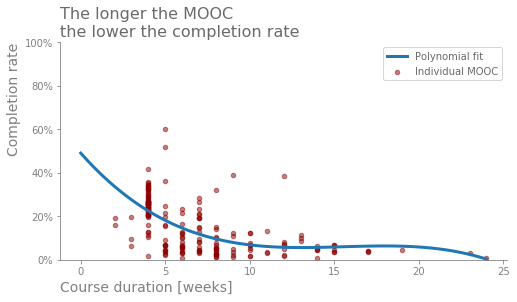 The longer the MOOC
the lower the completion rate
Completion rate
100%
80%
60%
40%
20%
0%
Polynomial fit
Individual MOOC
0
5
10
15
20
25
Course duration [weeks]